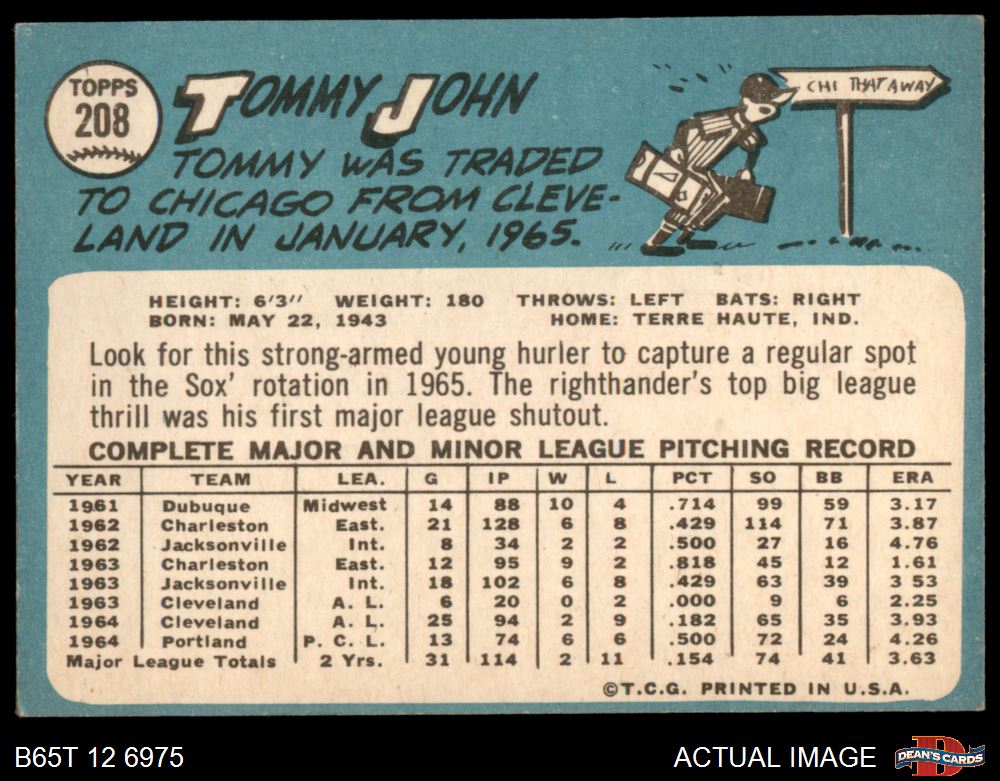 TOPPS
208
TOMMY JOHN
CHI THAT AWAY
TOMMY WAS TRADED
TO CHICAGO FROM CLEVE-
LAND IN JANUARY, 1965.
HEIGHT: 6'3" WEIGHT: 180 THROWS: LEFT BATS: RIGHT
BORN: MAY 22, 1943 HOME: TERRE HAUTE, IND.
Look for this strong-armed young hurler to capture a regular spot
in the Sox' rotation in 1965. The righthander's top big league
thrill was his first major league shutout.
COMPLETE MAJOR AND MINOR LEAGUE PITCHING RECORD
YEAR TEAM LEA. G IP W L PCT SO BB ERA
1961 Dubuque Midwest 14 88 10 4 .714 99 59 3.17
1962 Charleston East. 21 128 6 8 .429 114 71 3.87
1962 Jacksonville Int. 8 34 2 2 .500 27 16 4.76
1963 Charleston East. 12 95 9 2 .818 45 12 1.61
1963 Jacksonville Int. 18 102 6 8 .429 63 39 3 53
1963 Cleveland A. L. 6 20 0 2 .000 9 6 2.25
1964 Cleveland A. L. 25 94 2 9 .182 65 35 3.93
1964 Portland P. C. L. 13 74 6 6 .500 72 24 4.26
Major League Totals 2 Yrs. 31 114 2 11 .154 74 41 3.63
©T.C.G. PRINTED IN U.S.A.
B65T 12 6975 ACTUAL IMAGE
DEAN'S CARDS